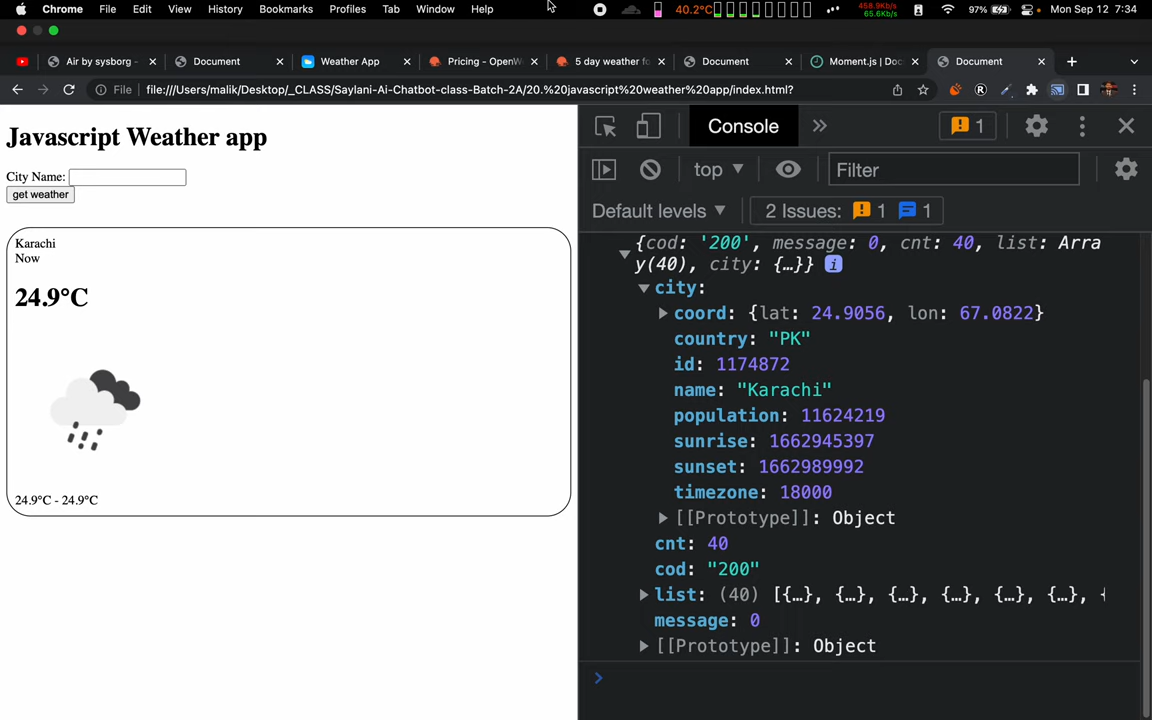 Chrome File Edit View History Bookmarks Profiles Tab Window Help 40.2°C 458.9Kb/s 65.6Kb/s 97% Mon Sep 12 7:34
Air by sysborg - Document Weather App Pricing - OpenW 5 day weather fo Document Moment.js | Doc Document
File file:///Users/malik/Desktop/_CLASS/Saylani-Ai-Chatbot-class-Batch-2A/20.%20javascript%20weather%20app/index.html?
Javascript Weather app
City Name:
get weather
Karachi
Now
24.9°C
24.9°C - 24.9°C
Console » 1
top ▼ Filter
Default levels ▼ 2 Issues: 1 1
{cod: '200', message: 0, cnt: 40, list: Arra
y(40), city: {…}} i
city:
coord: {lat: 24.9056, lon: 67.0822}
country: "PK"
id: 1174872
name: "Karachi"
population: 11624219
sunrise: 1662945397
sunset: 1662989992
timezone: 18000
[[Prototype]]: Object
cnt: 40
cod: "200"
list: (40) [{…}, {…}, {…}, {…}, {…}, {…}, {
message: 0
[[Prototype]]: Object